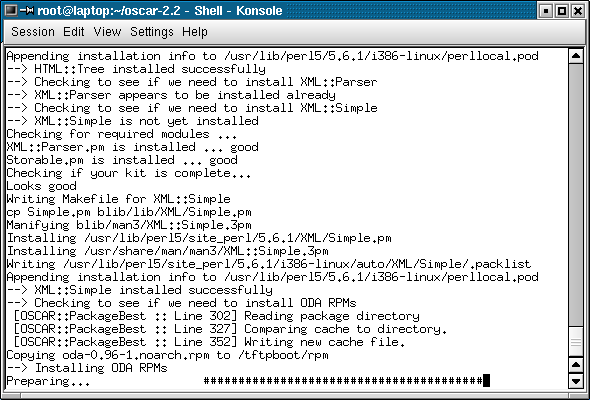 root@laptop:~/oscar-2.2 - Shell - Konsole
Session Edit View Settings Help
Appending installation info to /usr/lib/perl5/5.6.1/i386-linux/perllocal.pod
--> HTML::Tree installed successfully
--> Checking to see if we need to install XML::Parser
--> XML::Parser appears to be installed already
--> Checking to see if we need to install XML::Simple
--> XML::Simple is not yet installed
Checking for required modules ...
XML::Parser.pm is installed ... good
Storable.pm is installed ... good
Checking if your kit is complete...
Looks good
Writing Makefile for XML::Simple
cp Simple.pm blib/lib/XML/Simple.pm
Manifying blib/man3/XML::Simple.3pm
Installing /usr/lib/perl5/site_perl/5.6.1/XML/Simple.pm
Installing /usr/share/man/man3/XML::Simple.3pm
Writing /usr/lib/perl5/site_perl/5.6.1/i386-linux/auto/XML/Simple/.packlist
Appending installation info to /usr/lib/perl5/5.6.1/i386-linux/perllocal.pod
--> XML::Simple installed successfully
--> Checking to see if we need to install ODA RPMs
[OSCAR::PackageBest :: Line 302] Reading package directory
[OSCAR::PackageBest :: Line 327] Comparing cache to directory.
[OSCAR::PackageBest :: Line 352] Writing new cache file.
Copying oda-0.96-1.noarch.rpm to /tftpboot/rpm
--> Installing ODA RPMs
Preparing... ########################################